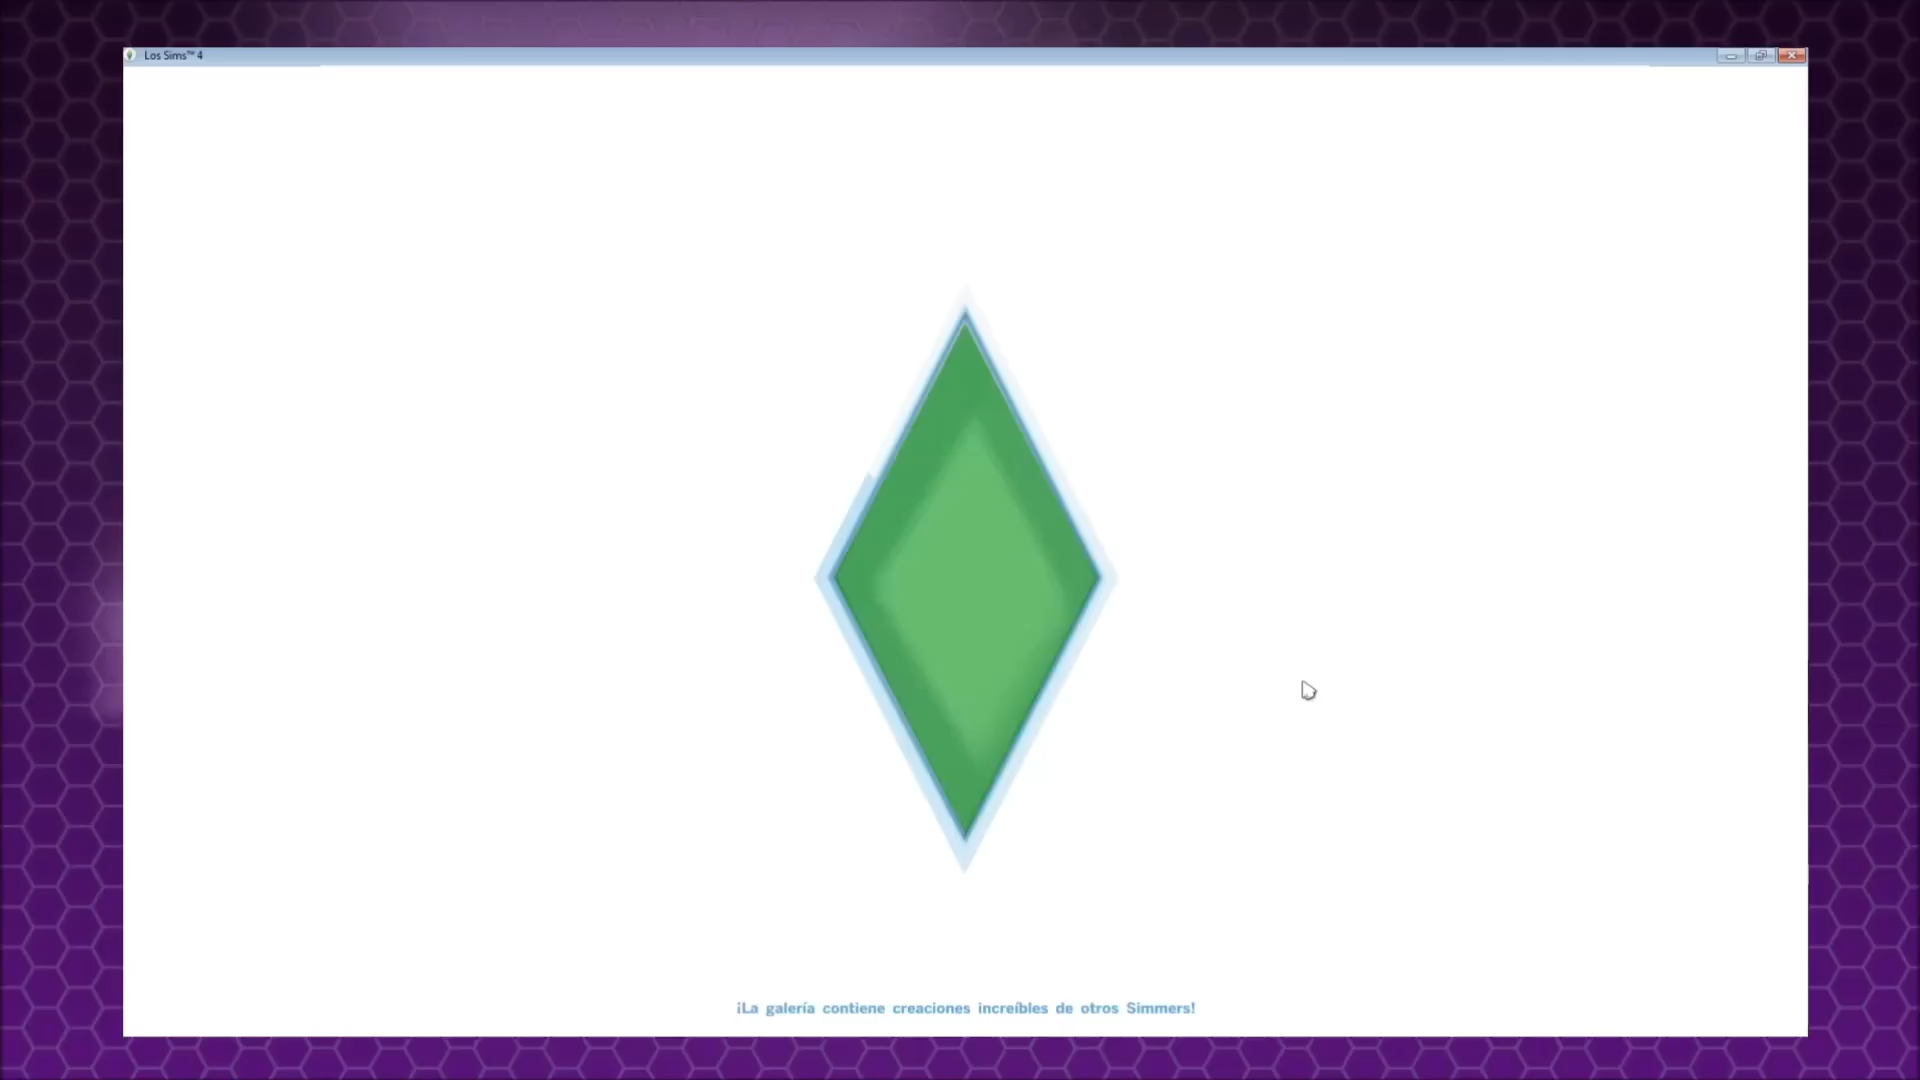 Los Sims™ 4
¡La galería contiene creaciones increíbles de otros Simmers!